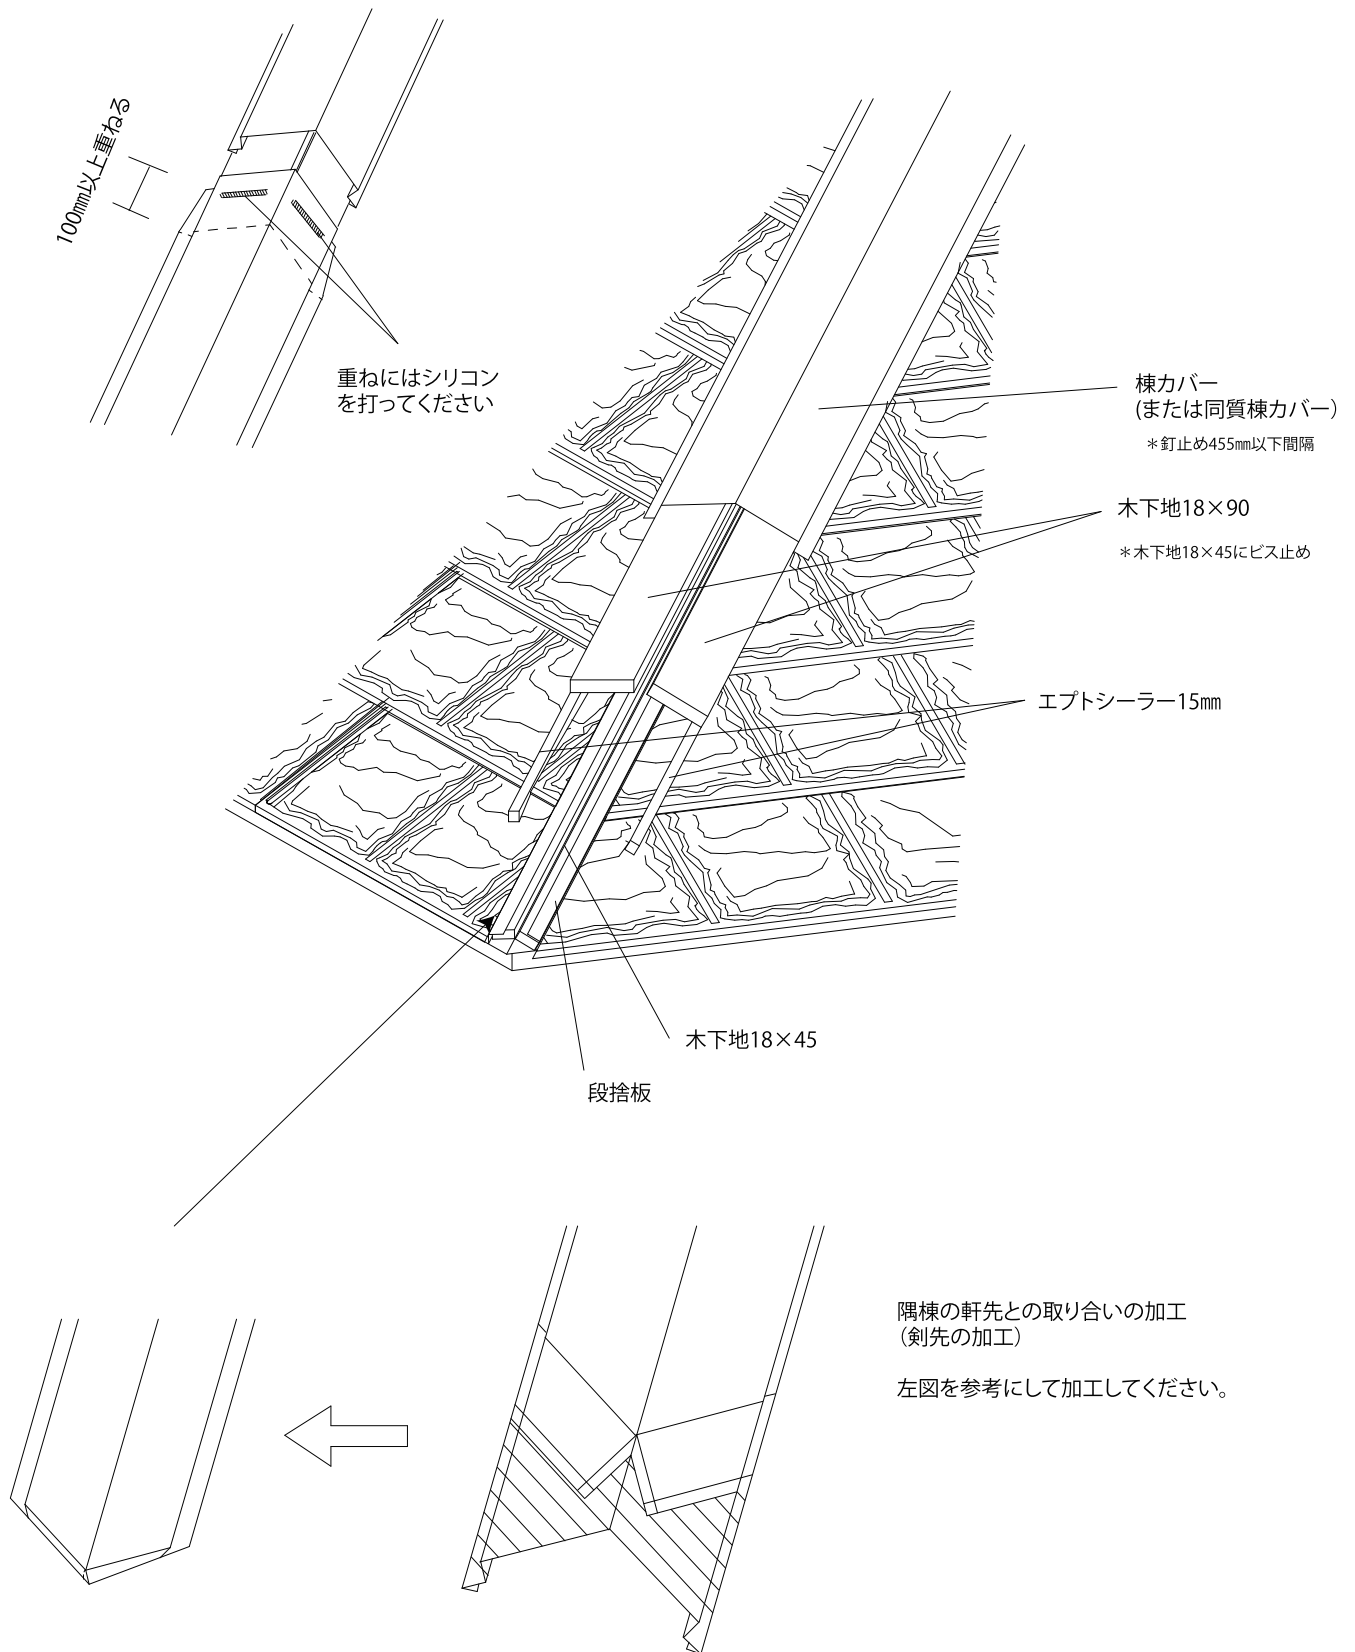 100㎜以上重ねる
重ねにはシリコン
を打ってください
棟カバー
(または同質棟カバー)
＊釘止め455㎜以下間隔
木下地18×90
＊木下地18×45にビス止め
エプトシーラー15㎜
木下地18×45
段捨板
隅棟の軒先との取り合いの加工
（剣先の加工）
左図を参考にして加工してください。